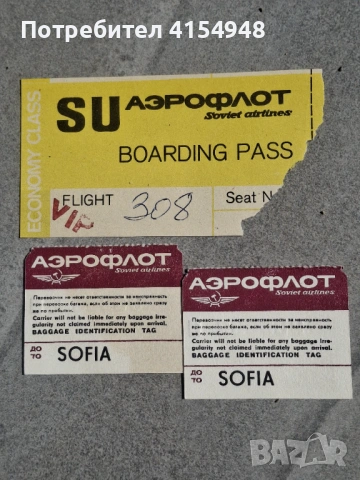 Потребител 4154948
ECONOMY CLASS
SU АЭРОФЛОТ
Soviet airlines
BOARDING PASS
FLIGHT 308 Seat N
VIP
АЭРОФЛОТ
Soviet airlines
Перевозчик не несет ответственности за неисправность
при перевозке багажа, если об этом не заявлено сразу
же по прибытии.
Carrier will not be liable for any baggage irre-
gularity not claimed immediately upon arrival.
BAGGAGE IDENTIFICATION TAG
ДО
TO SOFIA
АЭРОФЛОТ
Soviet airlines
Перевозчик не несет ответственности за неисправность
при перевозке багажа, если об этом не заявлено сразу
же по прибытии.
Carrier will not be liable for any baggage irre-
gularity not claimed immediately upon arrival.
BAGGAGE IDENTIFICATION TAG
ДО
TO SOFIA
BAZAR
bg